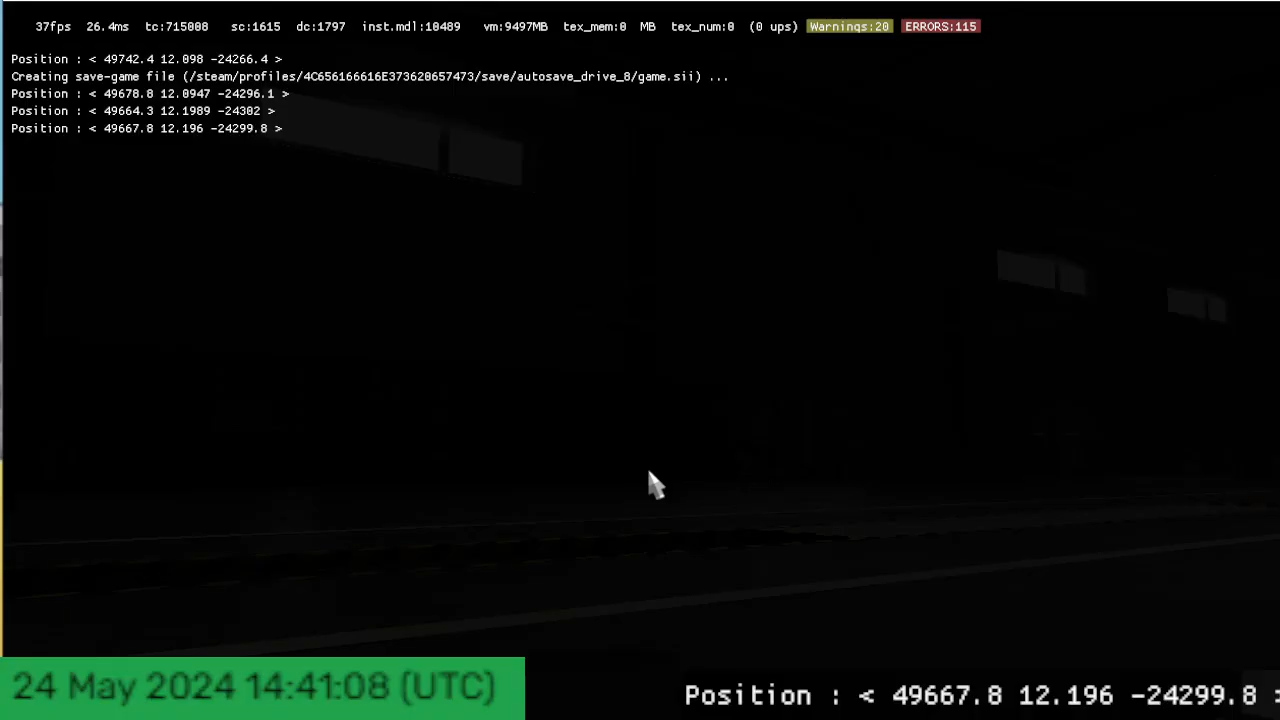 37fps 26.4ms tc:715008 sc:1615 dc:1797 inst.mdl:10489 vm:9497MB tex_mem:0 MB tex_num:0 (0 ups) Warnings:20 ERRORS:115
Position : < 49742.4 12.098 -24266.4 >
Creating save-game file (/steam/profiles/4C656166616E373620657473/save/autosave_drive_8/game.sii) ...
Position : < 49678.8 12.0947 -24296.1 >
Position : < 49664.3 12.1989 -24302 >
Position : < 49667.8 12.196 -24299.8 >
24 May 2024 14:41:08 (UTC)
Position : < 49667.8 12.196 -24299.8 >